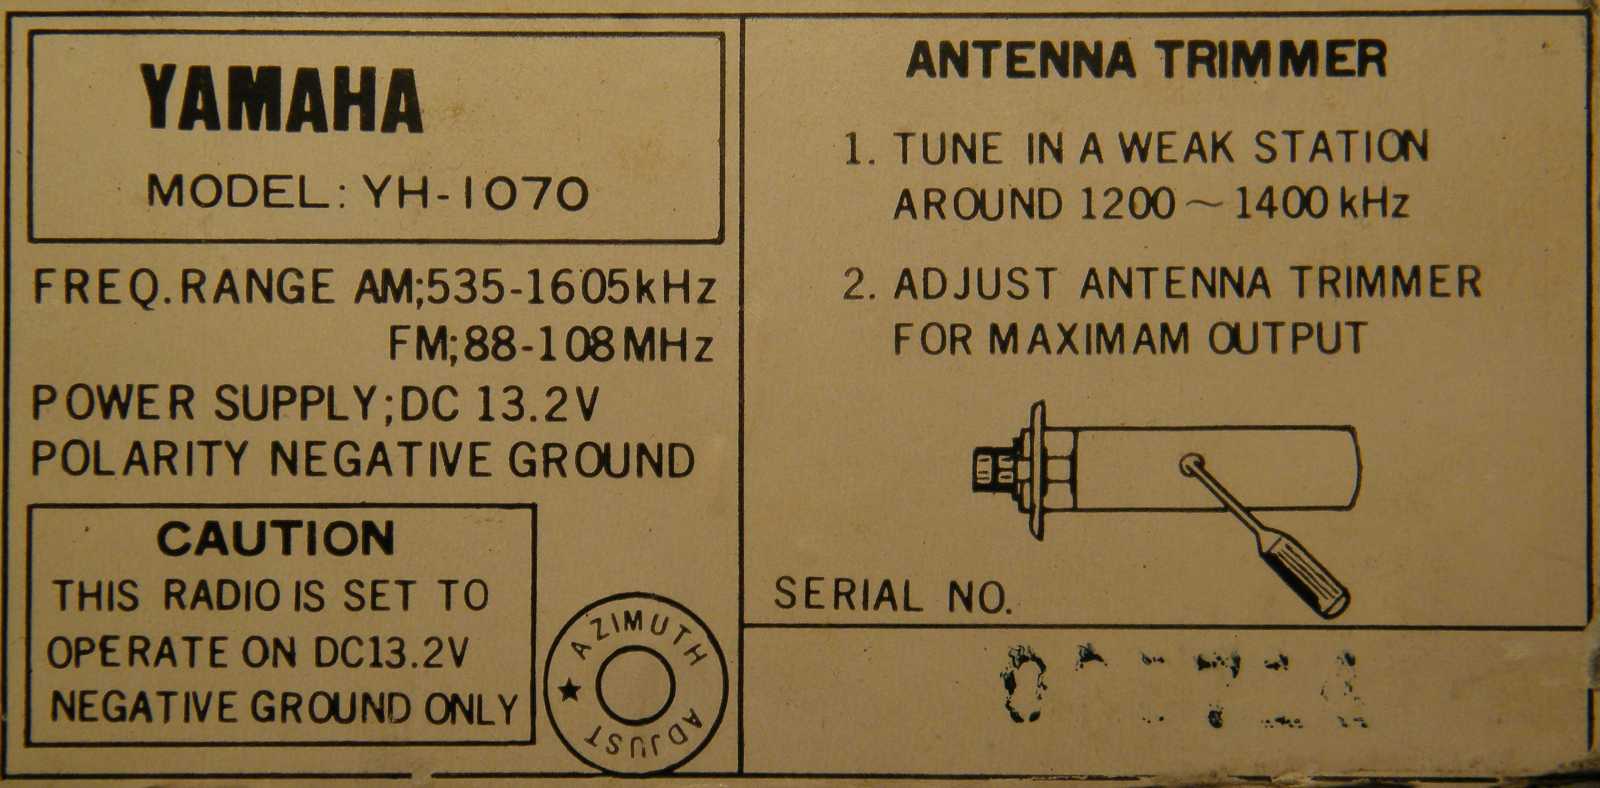 YAMAHA
MODEL: YH-1070
FREQ. RANGE AM;535-1605kHz
FM;88-108MHz
POWER SUPPLY;DC 13.2V
POLARITY NEGATIVE GROUND
CAUTION
THIS RADIO IS SET TO
OPERATE ON DC13.2V
NEGATIVE GROUND ONLY
AZIMUTH
★
ADJUST
ANTENNA TRIMMER
1. TUNE IN A WEAK STATION
AROUND 1200~1400kHz
2. ADJUST ANTENNA TRIMMER
FOR MAXIMAM OUTPUT
SERIAL NO.